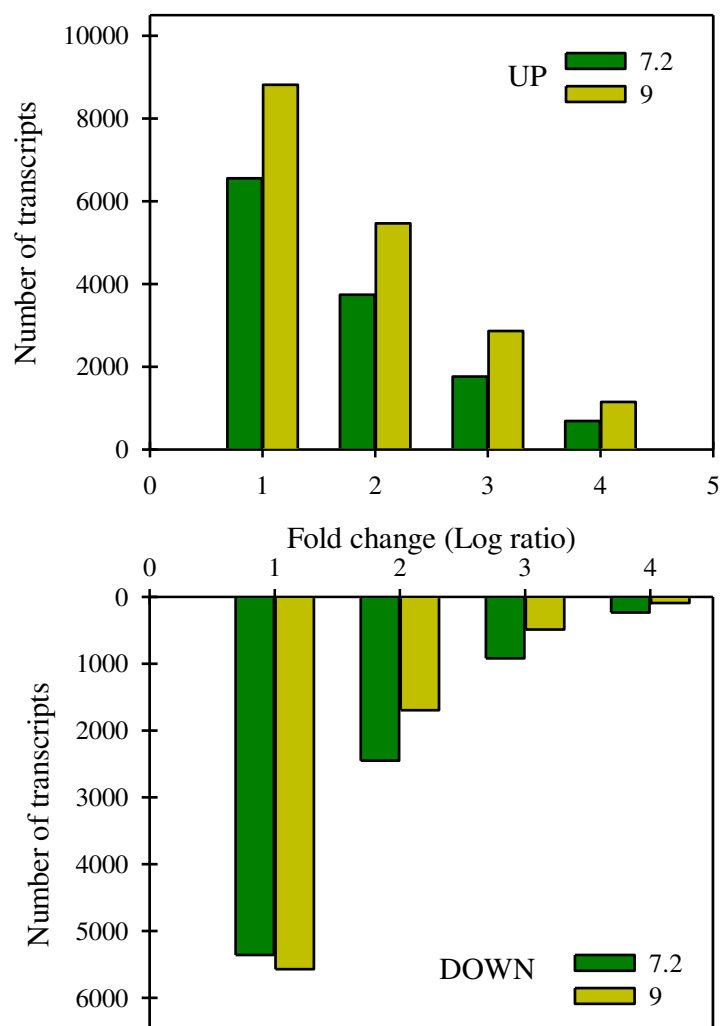 10000
8000
6000
4000
2000
0
Number of transcripts
UP
7.2
9
0 1 2 3 4 5
Fold change (Log ratio)
0 1 2 3 4
0
1000
2000
3000
4000
5000
6000
Number of transcripts
DOWN
7.2
9